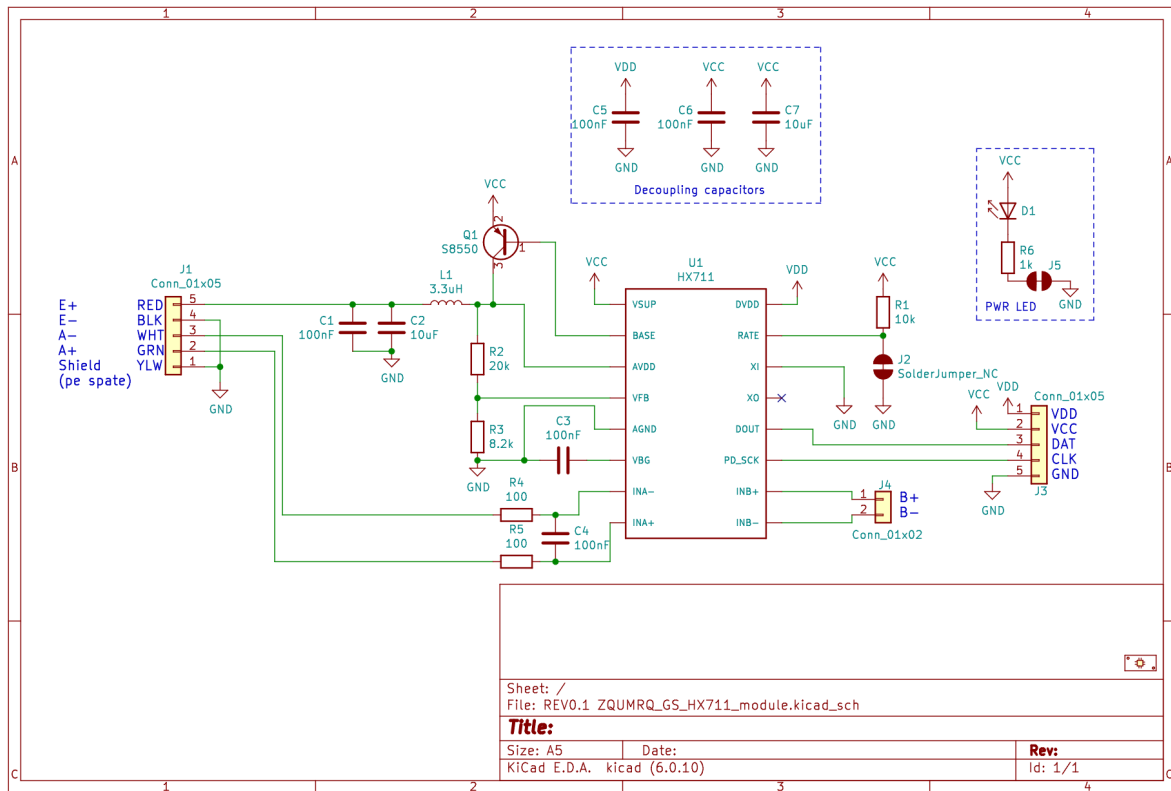 1 2 3 4
A A
B B
C C
VDD VCC VCC
C5 100nF
C6 100nF
C7 10uF
GND GND GND
Decoupling capacitors
VCC
D1
R6
1k
J5
GND
PWR LED
VCC
Q1
S8550
2
1
3
L1
3.3uH
J1
Conn_01x05
E+ RED 5
E- BLK 4
A- WHT 3
A+ GRN 2
Shield YLW 1
(pe spate)
GND
C1
100nF
C2
10uF
GND
R2
20k
R3
8.2k
GND
C3
100nF
R4
100
R5
100
C4
100nF
VCC
U1
HX711
VDD
VSUP DVDD
BASE RATE
AVDD XI
VFB XO
AGND DOUT
VBG PD_SCK
INA- INB+
INA+ INB-
VCC
R1
10k
J2
SolderJumper_NC
GND GND
VCC VDD
Conn_01x05
1 VDD
2 VCC
3 DAT
4 CLK
5 GND
J3
GND
J4
1 B+
2 B-
Conn_01x02
Sheet: /
File: REV0.1 ZQUMRQ_GS_HX711_module.kicad_sch
Title:
Size: A5 Date: Rev:
KiCad E.D.A. kicad (6.0.10) Id: 1/1
1 2 3 4